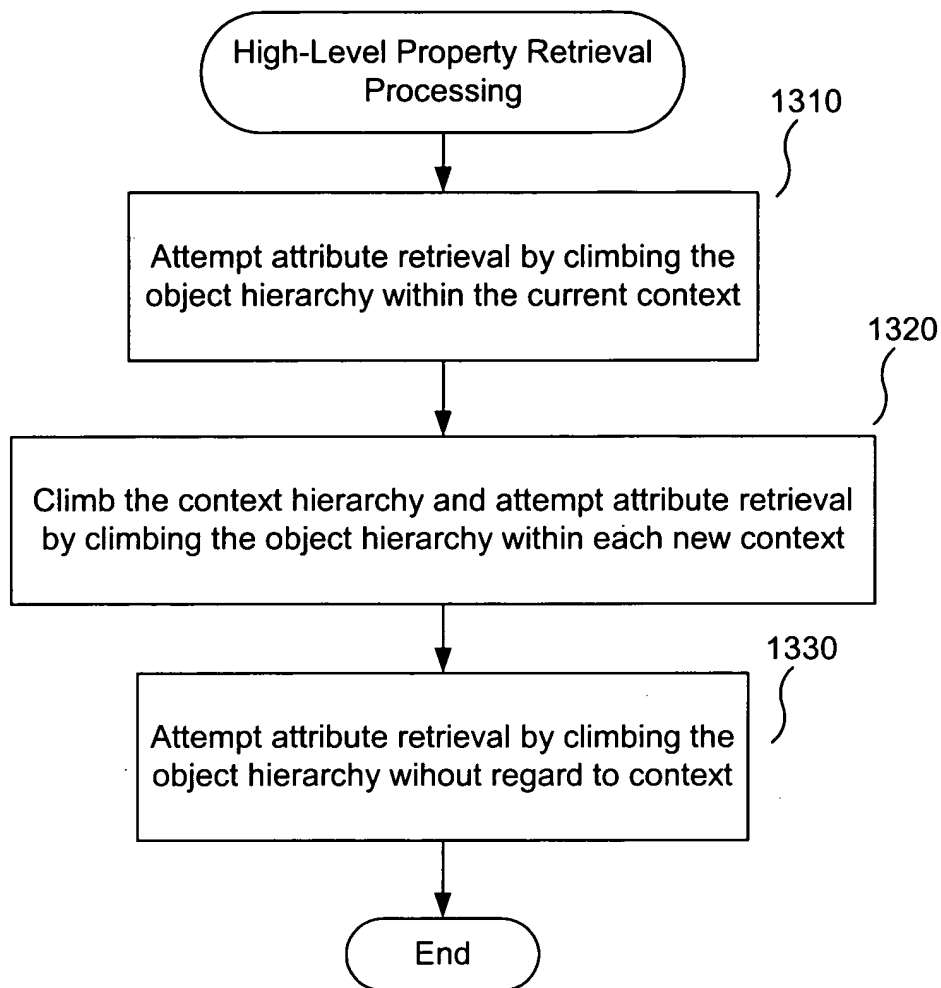 High-Level Property Retrieval
Processing
1310
Attempt attribute retrieval by climbing the
object hierarchy within the current context
1320
Climb the context hierarchy and attempt attribute retrieval
by climbing the object hierarchy within each new context
1330
Attempt attribute retrieval by climbing the
object hierarchy wihout regard to context
End